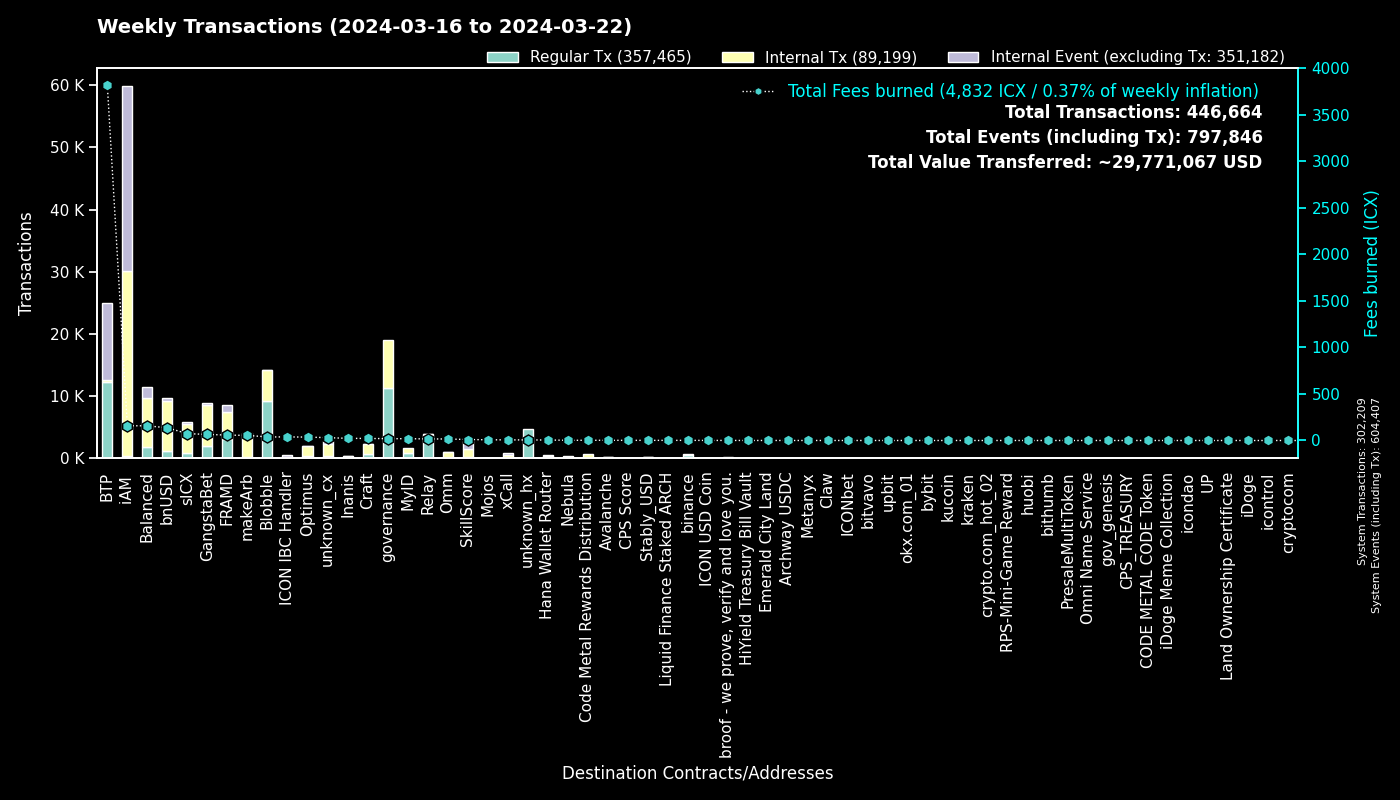 Weekly Transactions (2024-03-16 to 2024-03-22)
Regular Tx (357,465)
Internal Tx (89,199)
Internal Event (excluding Tx: 351,182)
Total Fees burned (4,832 ICX / 0.37% of weekly inflation)
Total Transactions: 446,664
Total Events (including Tx): 797,846
Total Value Transferred: ~29,771,067 USD
Transactions
60 K
50 K
40 K
30 K
20 K
10 K
0 K
4000
3500
3000
2500
2000
1500
1000
500
0
Fees burned (ICX)
System Transactions: 302,209
System Events (including Tx): 604,407
BTP
iAM
Balanced
bnUSD
sICX
GangstaBet
FRAMD
makeArb
Blobble
ICON IBC Handler
Optimus
unknown_cx
Inanis
Craft
governance
MyID
Relay
Omm
SkillScore
Mojos
xCall
unknown_hx
Hana Wallet Router
Nebula
Code Metal Rewards Distribution
Avalanche
CPS Score
Stably_USD
Liquid Finance Staked ARCH
binance
ICON USD Coin
broof - we prove, verify and love you.
HiYield Treasury Bill Vault
Emerald City Land
Archway USDC
Metanyx
Claw
ICONbet
bitvavo
upbit
okx.com_01
bybit
kucoin
kraken
crypto.com_hot_02
RPS-Mini-Game Reward
huobi
bithumb
PresaleMultiToken
Omni Name Service
gov_genesis
CPS_TREASURY
CODE METAL CODE Token
iDoge Meme Collection
icondao
UP
Land Ownership Certificate
iDoge
icontrol
cryptocom
Destination Contracts/Addresses